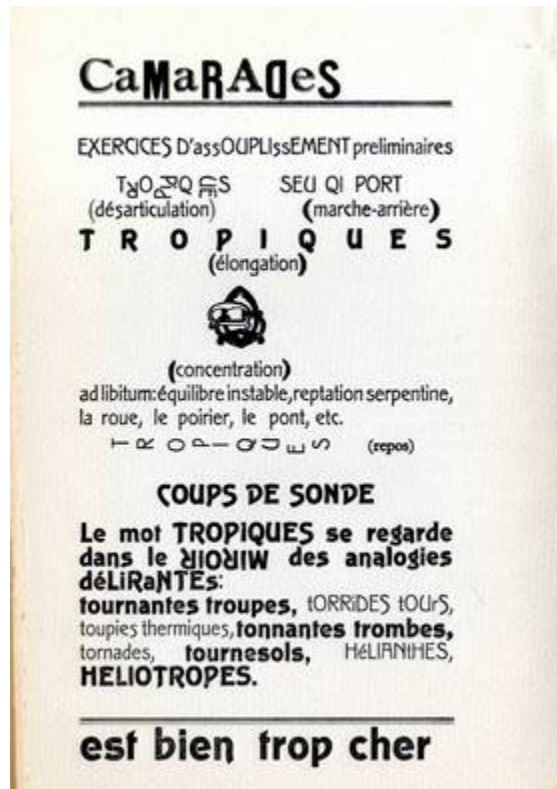 CaMaRADeS
EXERCICES D'assOUPLIssEMENT preliminaires
TROPIQUES SEU QI PORT
(désarticulation) (marche-arrière)
T R O P I Q U E S
(élongation)
(concentration)
ad libitum: équilibre instable, reptation serpentine,
la roue, le poirier, le pont, etc.
T R O P I Q U E S (repos)
COUPS DE SONDE
Le mot TROPIQUES se regarde
dans le MIROIR des analogies
déLiRaNTEs:
tournantes troupes, tORRiDES tOUrS,
toupies thermiques, tonnantes trombes,
tornades, tournesols, HéLIANtHES,
HELIOTROPES.
est bien trop cher